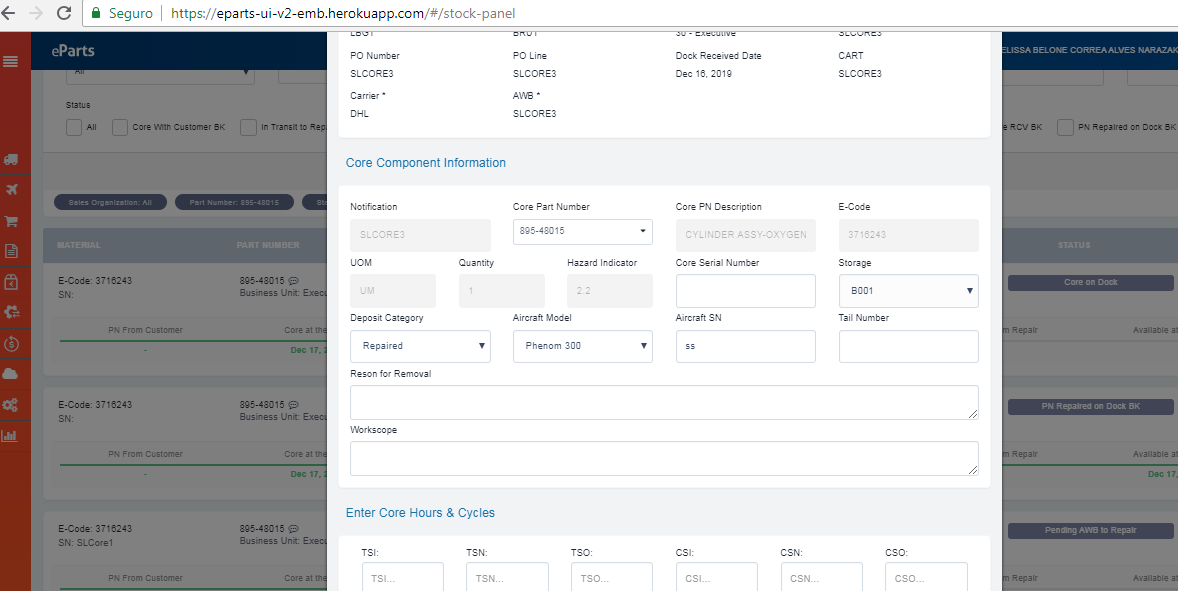 Seguro | https://eparts-ui-v2-emb.herokuapp.com/#/stock-panel
eParts
ELISSA BELONE CORREA ALVES NARAZAK
LBG1 BRUT 30 - Executive SLCORE3
PO Number PO Line Dock Received Date CART
SLCORE3 SLCORE3 Dec 16, 2019 SLCORE3
Carrier * AWB *
DHL SLCORE3
All
Status
All Core With Customer BK In Transit to Repa
e RCV BK PN Repaired on Dock BK
Core Component Information
Sales Organization: All Part Number: 895-48015 Sta
Notification Core Part Number Core PN Description E-Code
SLCORE3 895-48015 CYLINDER ASSY-OXYGEN 3716243
UOM Quantity Hazard Indicator Core Serial Number Storage
UM 1 2.2 B001
Deposit Category Aircraft Model Aircraft SN Tail Number
Repaired Phenom 300 ss
Reson for Removal
Workscope
Enter Core Hours & Cycles
TSI: TSN: TSO: CSI: CSN: CSO:
TSI... TSN... TSO... CSI... CSN... CSO...
MATERIAL PART NUMBER STATUS
E-Code: 3716243 895-48015 Core on Dock
SN: Business Unit: Execu
PN From Customer Core at the m Repair Available at
- Dec 17, 2
E-Code: 3716243 895-48015 PN Repaired on Dock BK
SN: Business Unit: Execu
PN From Customer Core at the m Repair Available at
- Dec 17, 2 Dec 17,
E-Code: 3716243 895-48015 Pending AWB to Repair
SN: SLCore1 Business Unit: Execu
PN From Customer Core at the m Repair Available at